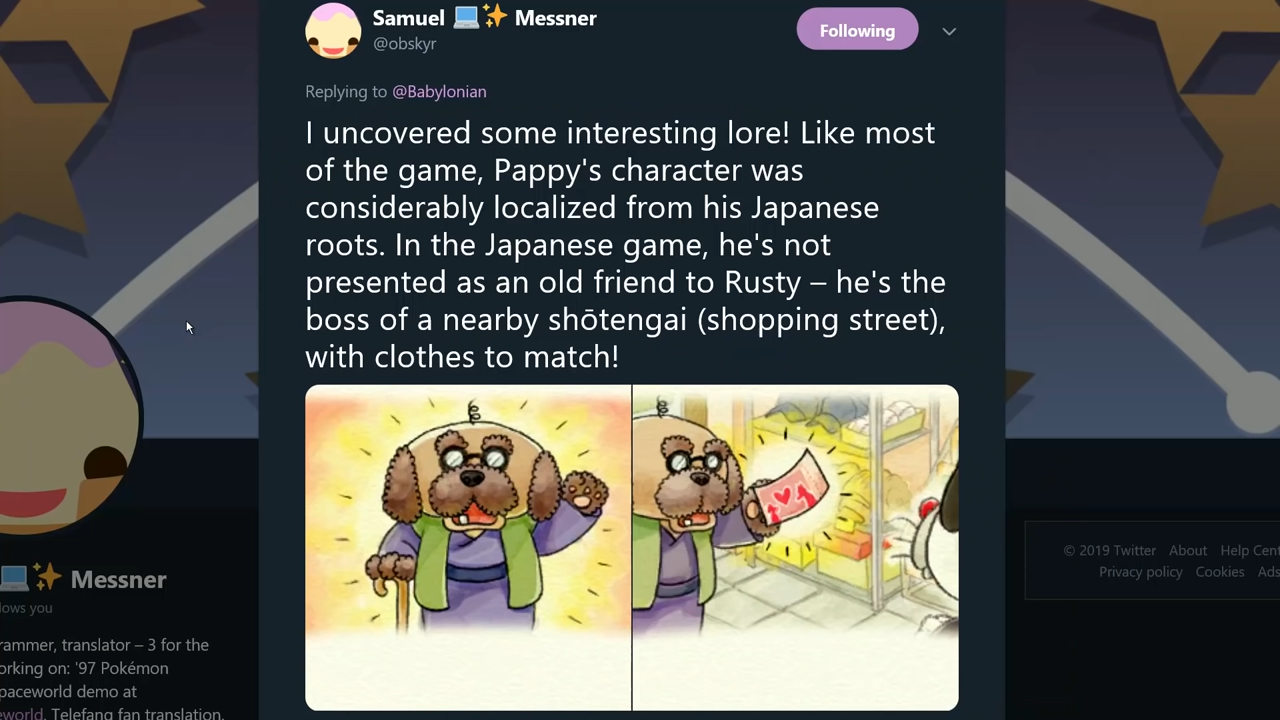 Samuel 💻✨ Messner
@obskyr
Following
Replying to @Babylonian
I uncovered some interesting lore! Like most
of the game, Pappy's character was
considerably localized from his Japanese
roots. In the Japanese game, he's not
presented as an old friend to Rusty – he's the
boss of a nearby shōtengai (shopping street),
with clothes to match!
💻✨ Messner
lows you
rammer, translator – 3 for the
orking on: '97 Pokémon
paceworld demo at
eworld. Telefang fan translation.
© 2019 Twitter About Help Cen
Privacy policy Cookies Ads